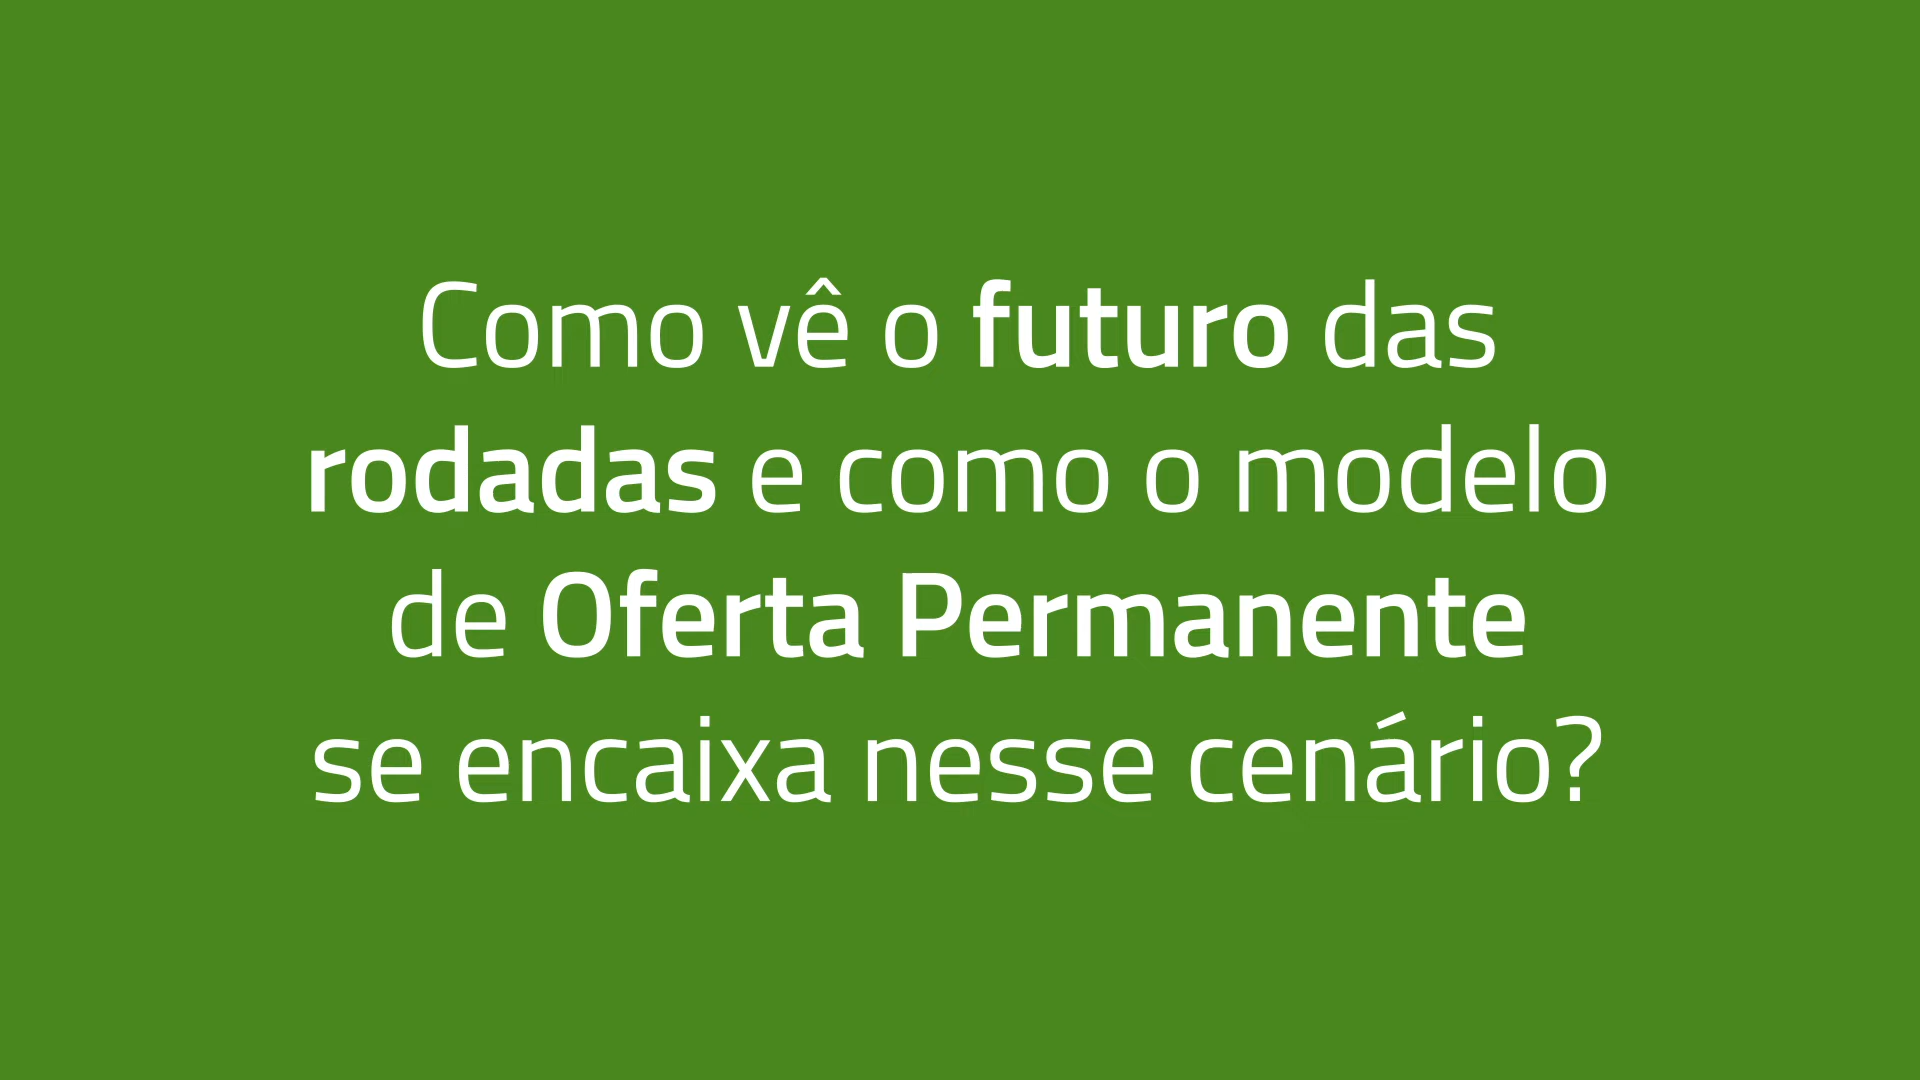 Como vê o futuro das
rodadas e como o modelo
de Oferta Permanente
se encaixa nesse cenário?